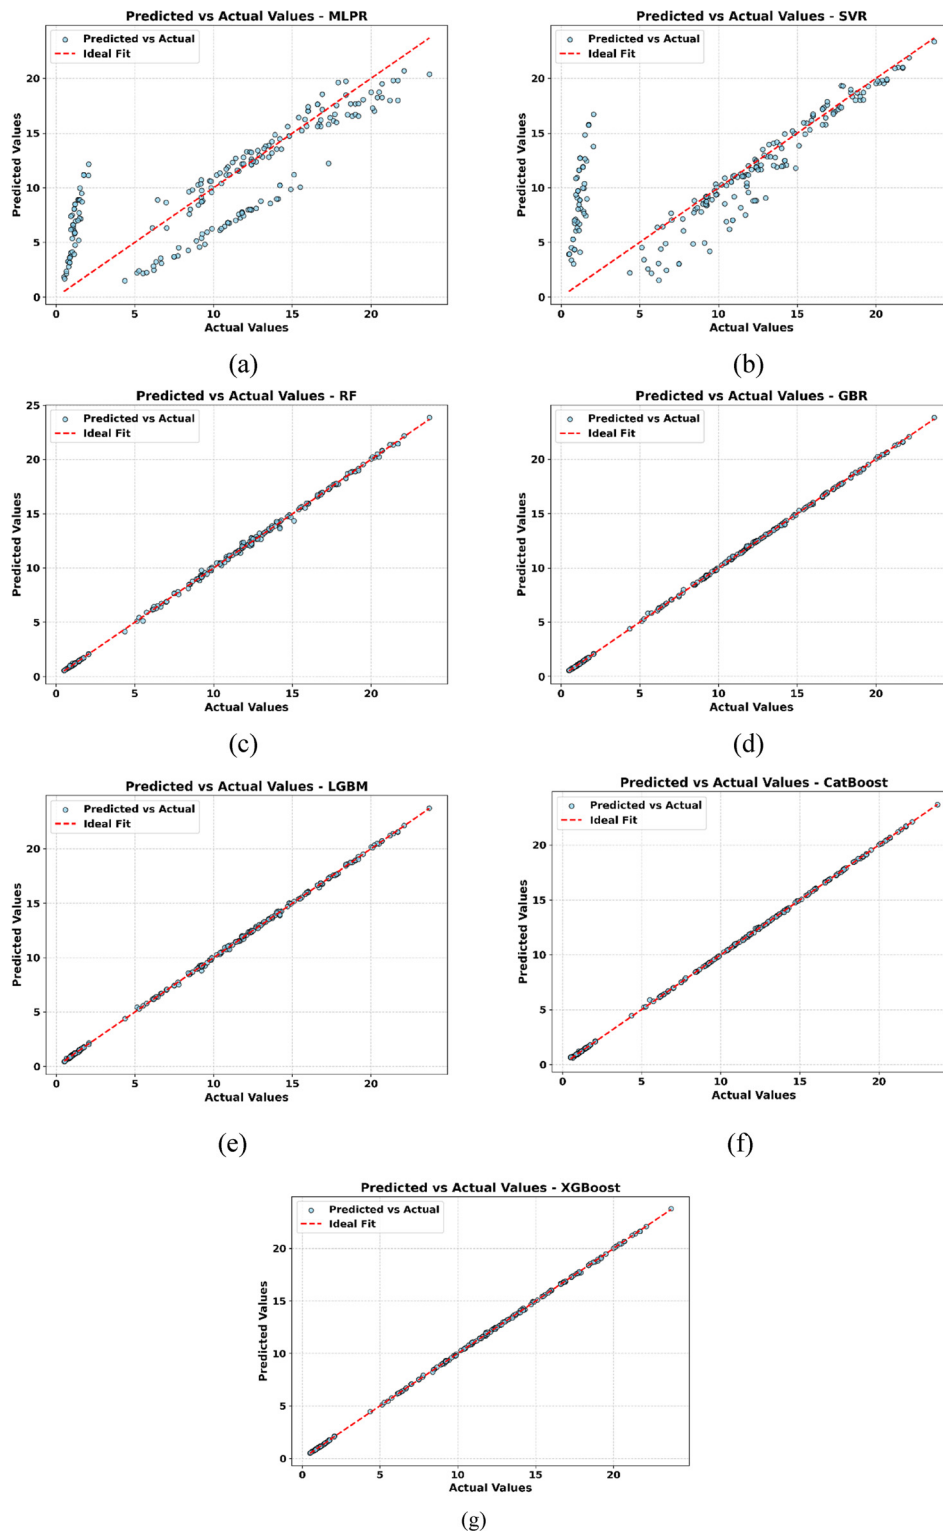 Predicted vs Actual Values - MLPR
Predicted vs Actual
Ideal Fit
20
15
10
5
0
Predicted Values
0 5 10 15 20
Actual Values
(a)
Predicted vs Actual Values - SVR
Predicted vs Actual
Ideal Fit
20
15
10
5
0
Predicted Values
0 5 10 15 20
Actual Values
(b)
Predicted vs Actual Values - RF
Predicted vs Actual
Ideal Fit
25
20
15
10
5
0
Predicted Values
0 5 10 15 20
Actual Values
(c)
Predicted vs Actual Values - GBR
Predicted vs Actual
Ideal Fit
20
15
10
5
0
Predicted Values
0 5 10 15 20
Actual Values
(d)
Predicted vs Actual Values - LGBM
Predicted vs Actual
Ideal Fit
20
15
10
5
0
Predicted Values
0 5 10 15 20
Actual Values
(e)
Predicted vs Actual Values - CatBoost
Predicted vs Actual
Ideal Fit
20
15
10
5
0
Predicted Values
0 5 10 15 20
Actual Values
(f)
Predicted vs Actual Values - XGBoost
Predicted vs Actual
Ideal Fit
20
15
10
5
0
Predicted Values
0 5 10 15 20
Actual Values
(g)